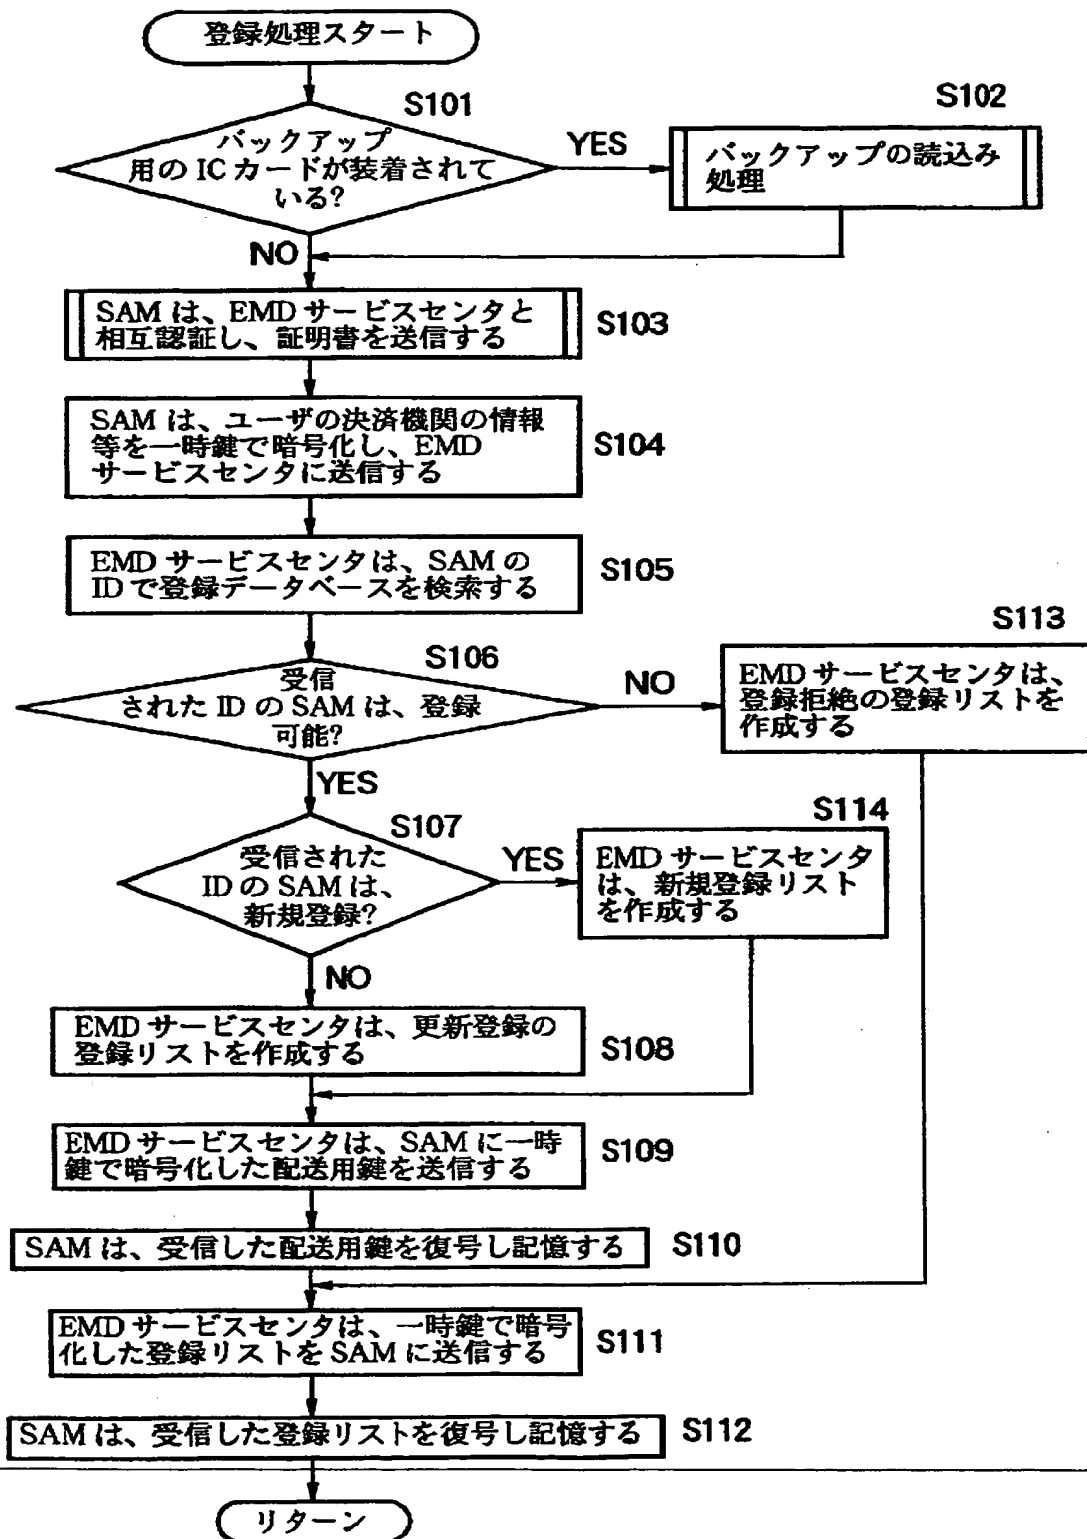 登録処理スタート
S101
バックアップ
用の IC カードが装着されて
いる?
YES
S102
バックアップの読込み
処理
NO
SAM は、EMD サービスセンタと
相互認証し、証明書を送信する
S103
SAM は、ユーザの決済機関の情報
等を一時鍵で暗号化し、EMD
サービスセンタに送信する
S104
EMD サービスセンタは、SAM の
ID で登録データベースを検索する
S105
S106
受信
された ID の SAM は、登録
可能?
NO
S113
EMD サービスセンタは、
登録拒絶の登録リストを
作成する
YES
S107
受信された
ID の SAM は、
新規登録?
YES
S114
EMD サービスセンタ
は、新規登録リスト
を作成する
NO
EMD サービスセンタは、更新登録の
登録リストを作成する
S108
EMD サービスセンタは、SAM に一時
鍵で暗号化した配送用鍵を送信する
S109
SAM は、受信した配送用鍵を復号し記憶する
S110
EMD サービスセンタは、一時鍵で暗号
化した登録リストを SAM に送信する
S111
SAM は、受信した登録リストを復号し記憶する
S112
リターン